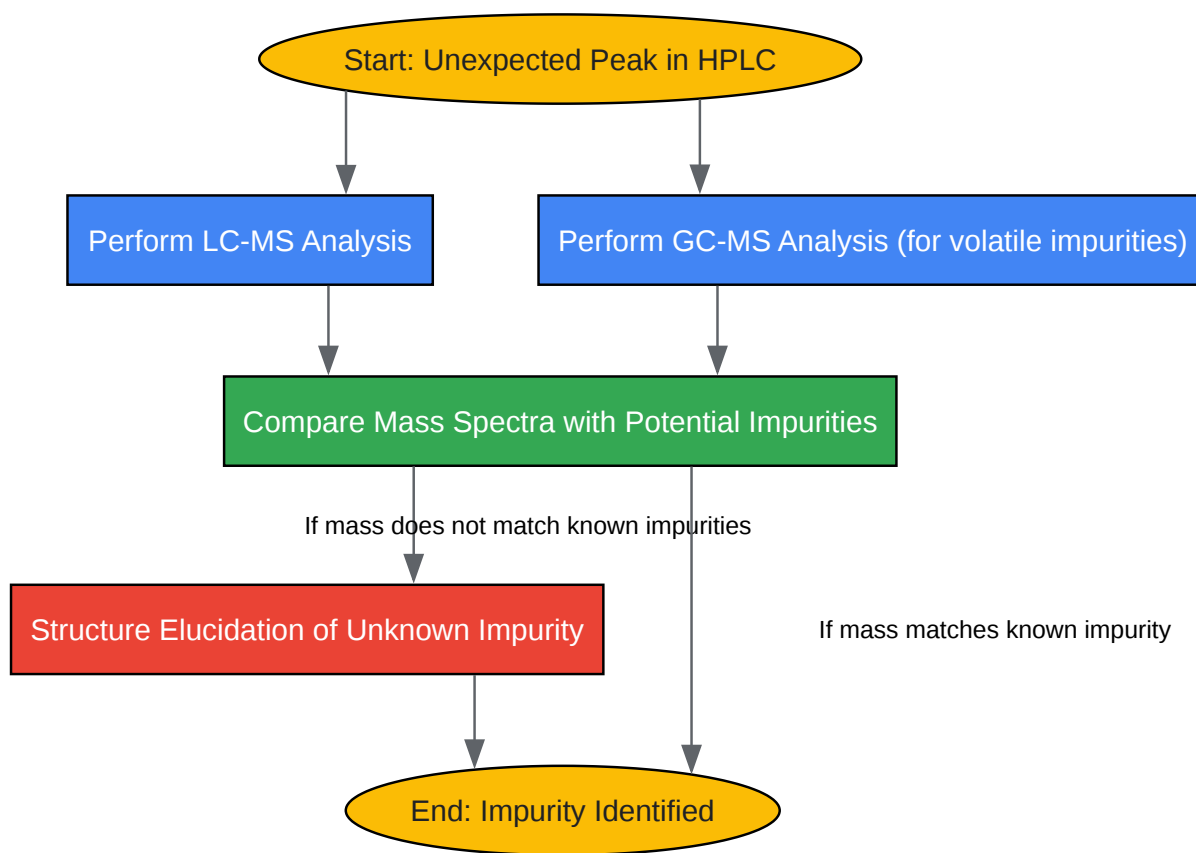 Start: Unexpected Peak in HPLC
Perform LC-MS Analysis
Perform GC-MS Analysis (for volatile impurities)
Compare Mass Spectra with Potential Impurities
If mass does not match known impurities
Structure Elucidation of Unknown Impurity
If mass matches known impurity
End: Impurity Identified